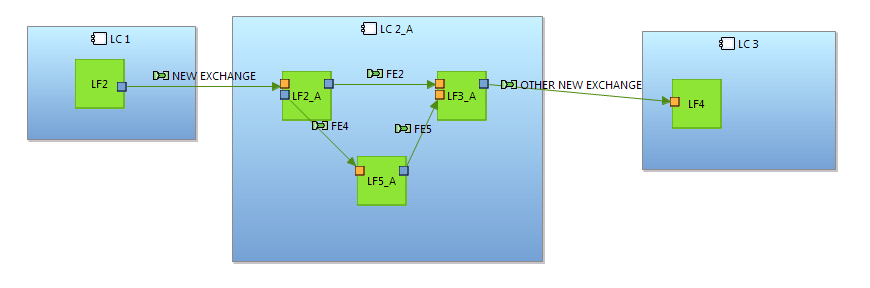 LC 1
LC 2_A
LC 3
LF2
NEW EXCHANGE
LF2_A
FE2
LF3_A
OTHER NEW EXCHANGE
LF4
FE4
FE5
LF5_A